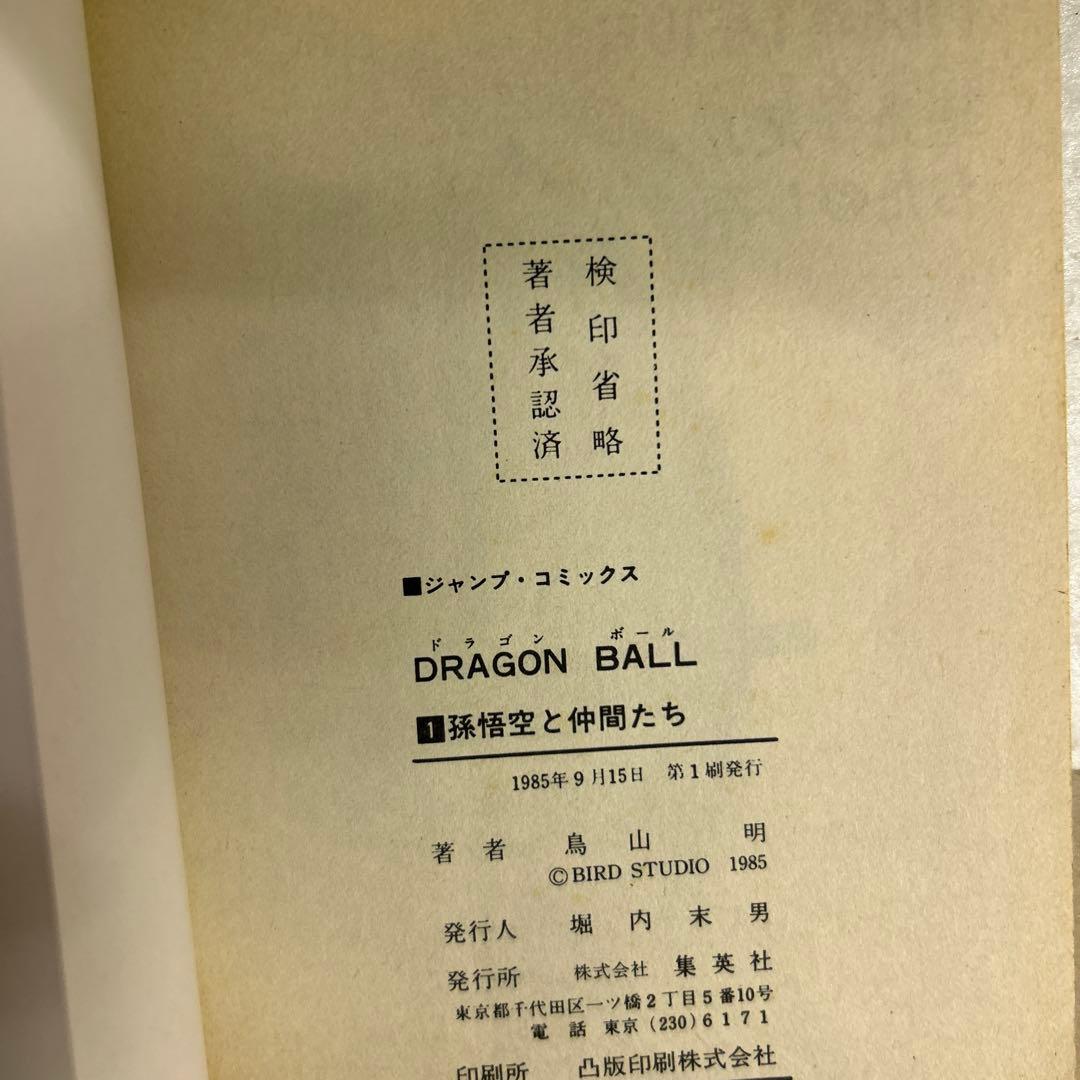 検印省略
著者承認済
■ジャンプ・コミックス
ドラゴン ボール
DRAGON BALL
1孫悟空と仲間たち
1985年9月15日 第1刷発行
著者 鳥山 明
©BIRD STUDIO 1985
発行人 堀内末男
発行所 株式会社 集英社
東京都千代田区一ツ橋2丁目5番10号
電話 東京(230)6171
印刷所 凸版印刷株式会社